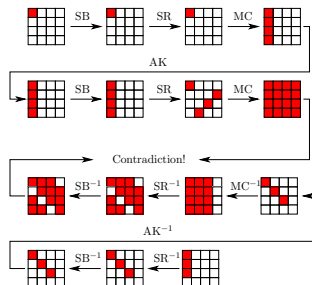 SB SR MC
AK
SB SR MC
Contradiction!
SB⁻¹ SR⁻¹ MC⁻¹
AK⁻¹
SB⁻¹ SR⁻¹